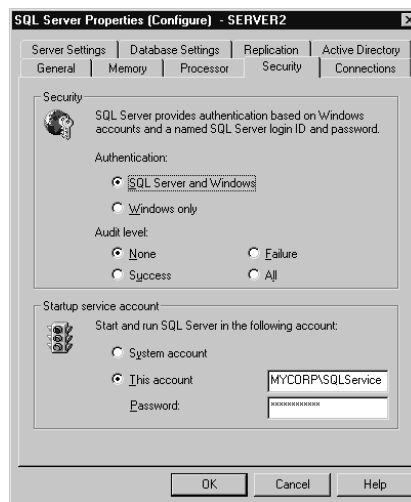 SQL Server Properties (Configure) - SERVER2
Server Settings Database Settings Replication Active Directory
General Memory Processor Security Connections
Security
SQL Server provides authentication based on Windows
accounts and a named SQL Server login ID and password.
Authentication:
SQL Server and Windows
Windows only
Audit level:
None Failure
Success All
Startup service account
Start and run SQL Server in the following account:
System account
This account MYCORP\SQLService
Password: ************
OK Cancel Help